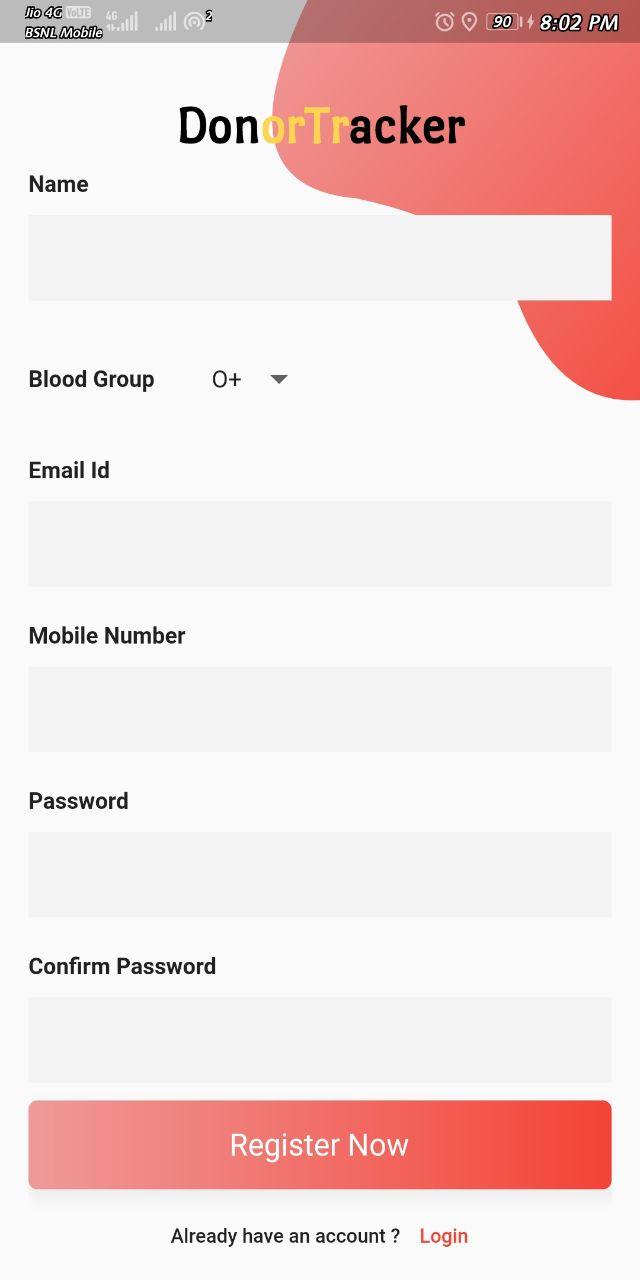 Jio 4G VoLTE 4G 2 90 8:02 PM
BSNL Mobile
DonorTracker
Name
Blood Group O+
Email Id
Mobile Number
Password
Confirm Password
Register Now
Already have an account ? Login